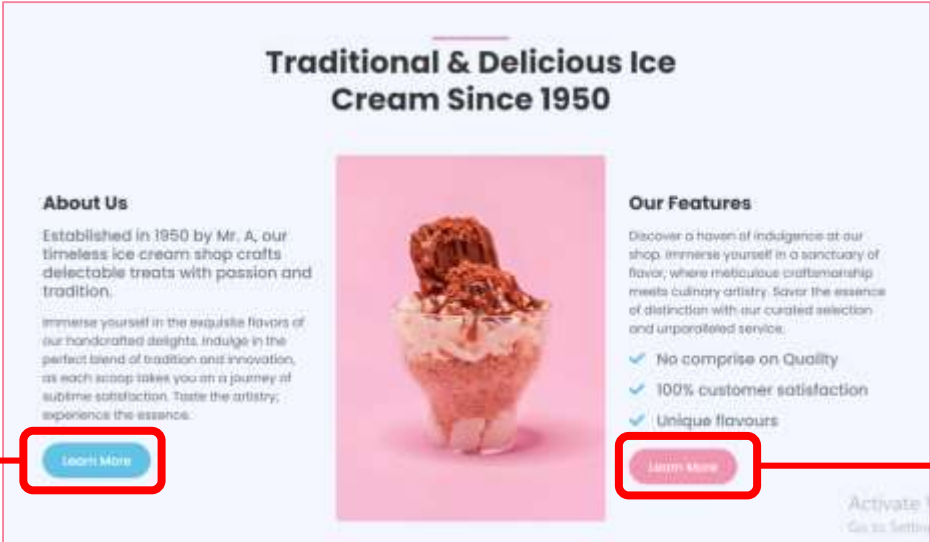 Traditional & Delicious Ice
Cream Since 1950
About Us
Established in 1950 by Mr. A, our
timeless ice cream shop crafts
delectable treats with passion and
tradition.
Immerse yourself in the exquisite flavors of
our handcrafted delights. Indulge in the
perfect blend of tradition and innovation,
as each scoop takes you on a journey of
sublime satisfaction. Taste the artistry;
experience the essence.
Learn More
Our Features
Discover a haven of indulgence at our
shop. Immerse yourself in a sanctuary of
flavor, where meticulous craftsmanship
meets culinary artistry. Savor the essence
of distinction with our curated selection
and unparalleled service.
No comprise on Quality
100% customer satisfaction
Unique flavours
Learn More
Activate
Go to Settin